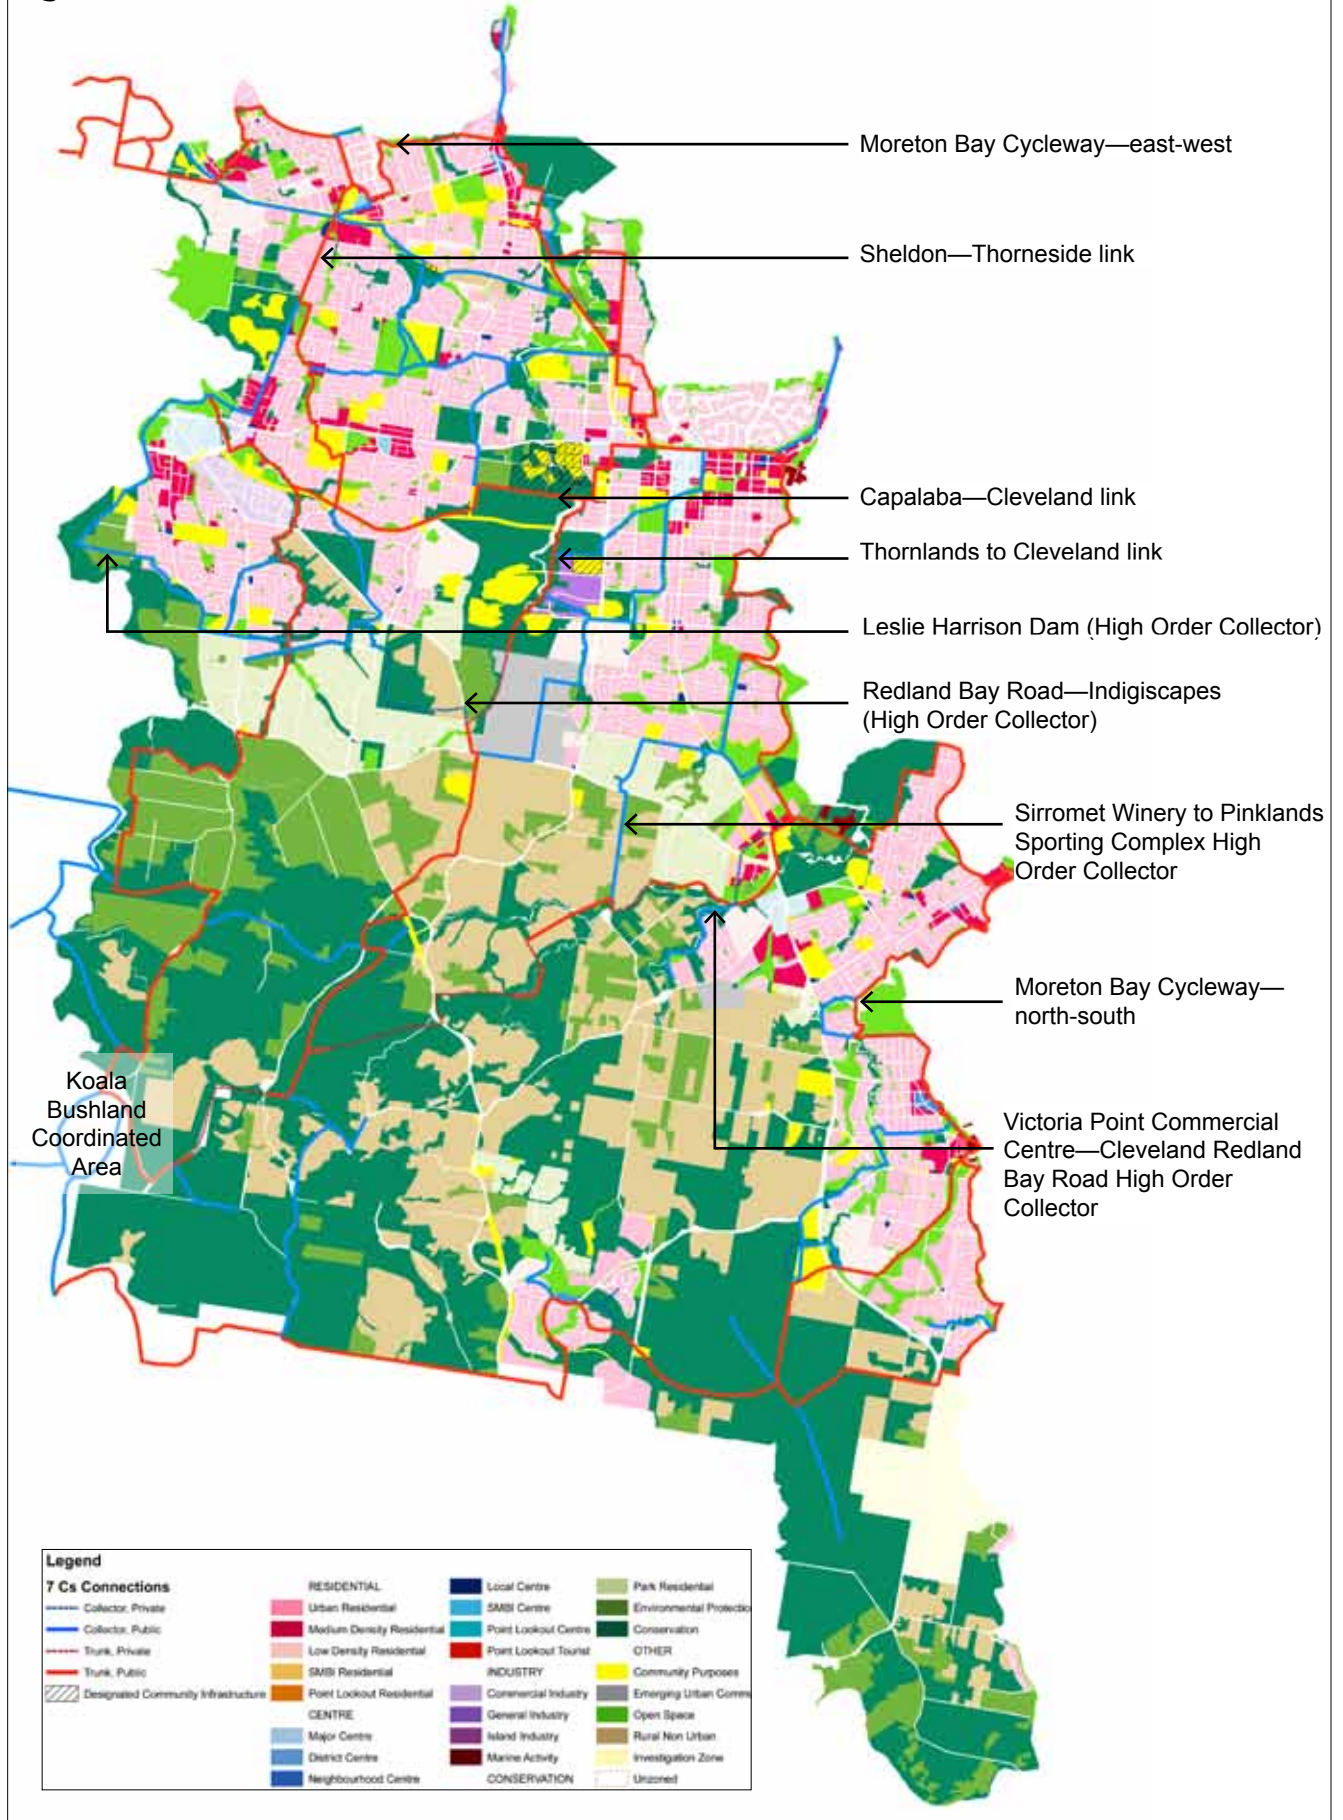 Moreton Bay Cycleway—east-west
Sheldon—Thorneside link
Capalaba—Cleveland link
Thornlands to Cleveland link
Leslie Harrison Dam (High Order Collector)
Redland Bay Road—Indigiscapes
(High Order Collector)
Sirromet Winery to Pinklands
Sporting Complex High
Order Collector
Moreton Bay Cycleway—
north-south
Koala
Bushland
Coordinated
Area
Victoria Point Commercial
Centre—Cleveland Redland
Bay Road High Order
Collector
Legend
7 Cs Connections
Collector, Private
Collector, Public
Trunk, Private
Trunk, Public
Designated Community Infrastructure
RESIDENTIAL
Urban Residential
Medium Density Residential
Low Density Residential
SMBI Residential
Point Lookout Residential
CENTRE
Major Centre
District Centre
Neighbourhood Centre
Local Centre
SMBI Centre
Point Lookout Centre
Point Lookout Tourist
INDUSTRY
Commercial Industry
General Industry
Island Industry
Marine Activity
CONSERVATION
Park Residential
Environmental Protectio
Conservation
OTHER
Community Purposes
Emerging Urban Comm
Open Space
Rural Non Urban
Investigation Zone
Unzoned